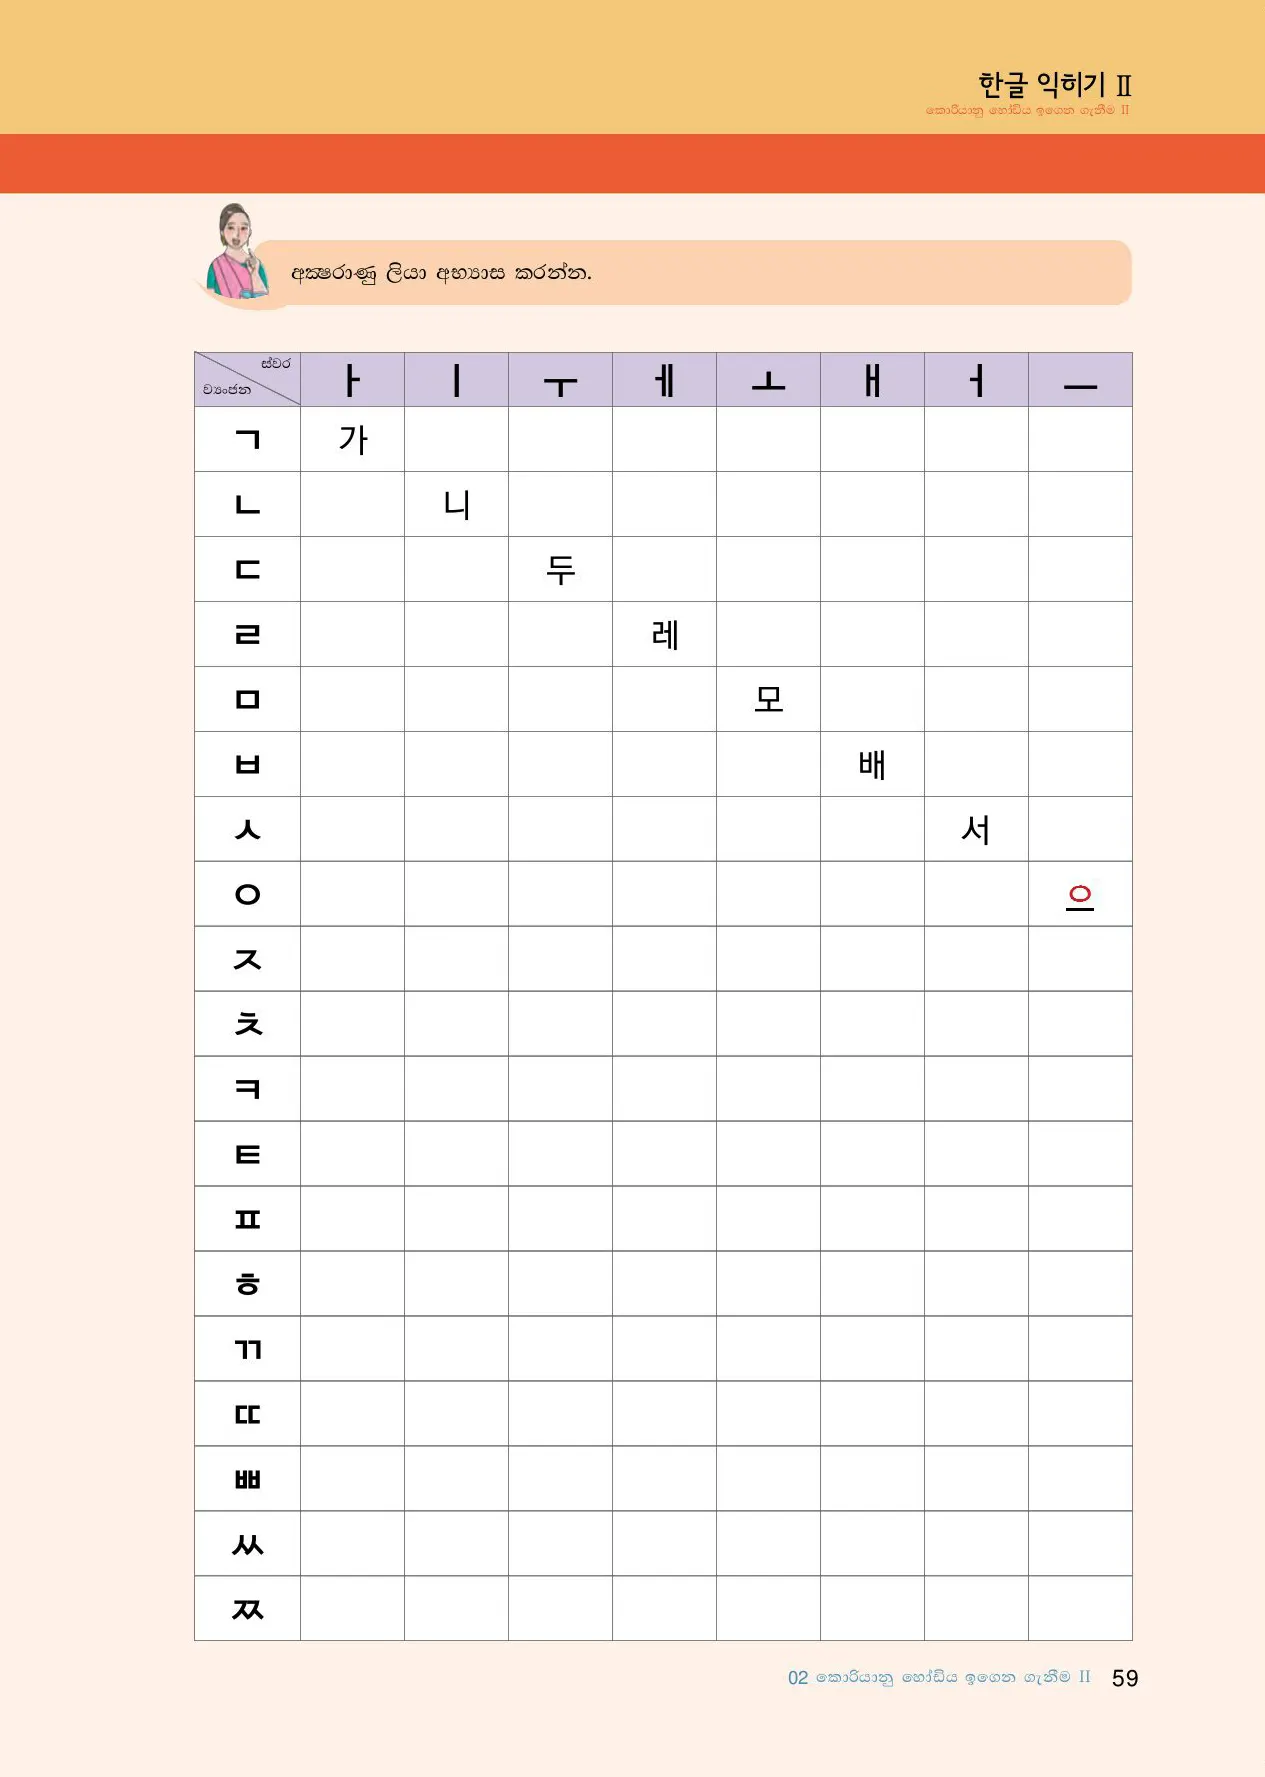 한글 익히기 Ⅱ
කොරියානු හෝඩිය ඉගෙන ගැනීම II
අක්‍ෂරාණු ලියා අභ්‍යාස කරන්න.
ස්වර
ව්‍යංජන
ㅏ ㅣ ㅜ ㅔ ㅗ ㅐ ㅓ ㅡ
ㄱ 가
ㄴ 니
ㄷ 두
ㄹ 레
ㅁ 모
ㅂ 배
ㅅ 서
ㅇ 으
ㅈ
ㅊ
ㅋ
ㅌ
ㅍ
ㅎ
ㄲ
ㄸ
ㅃ
ㅆ
ㅉ
02 කොරියානු හෝඩිය ඉගෙන ගැනීම II 59